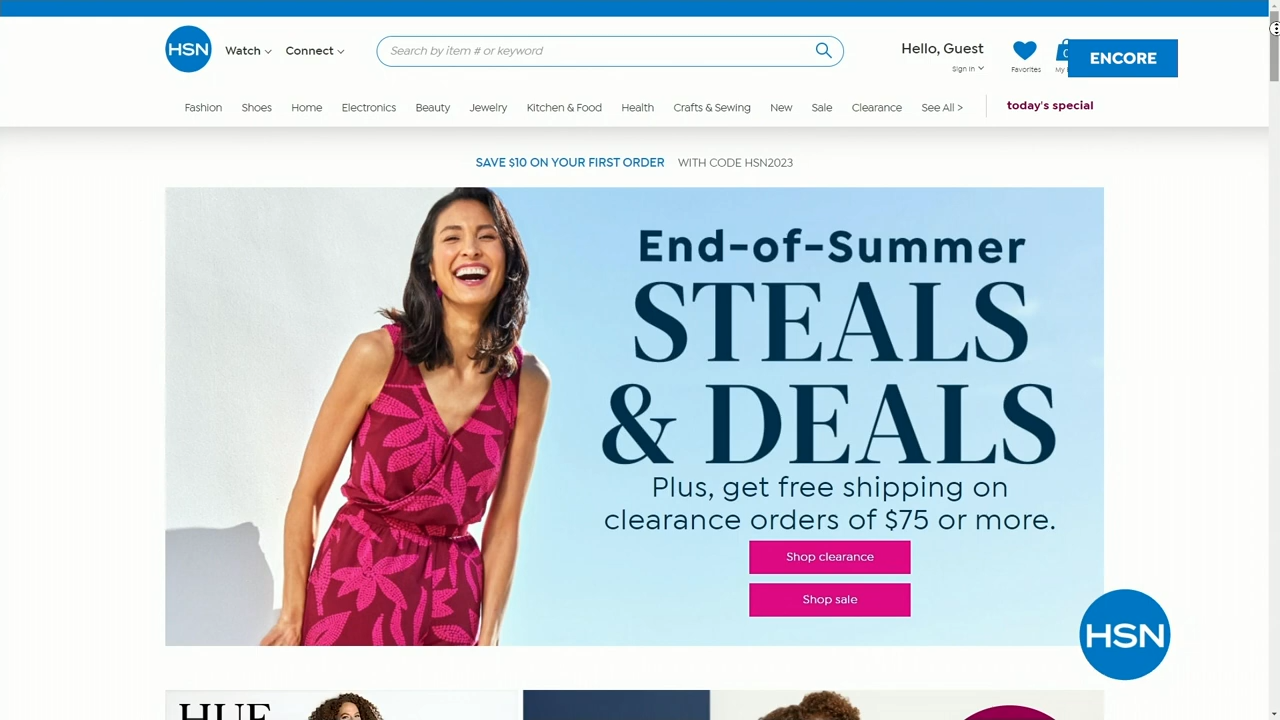 HSN
Watch
Connect
Search by item # or keyword
Hello, Guest
Sign in
Favorites
0
My
ENCORE
Fashion Shoes Home Electronics Beauty Jewelry Kitchen & Food Health Crafts & Sewing New Sale Clearance See All > today's special
SAVE $10 ON YOUR FIRST ORDER WITH CODE HSN2023
End-of-Summer
STEALS
& DEALS
Plus, get free shipping on
clearance orders of $75 or more.
Shop clearance
Shop sale
HSN
HUE